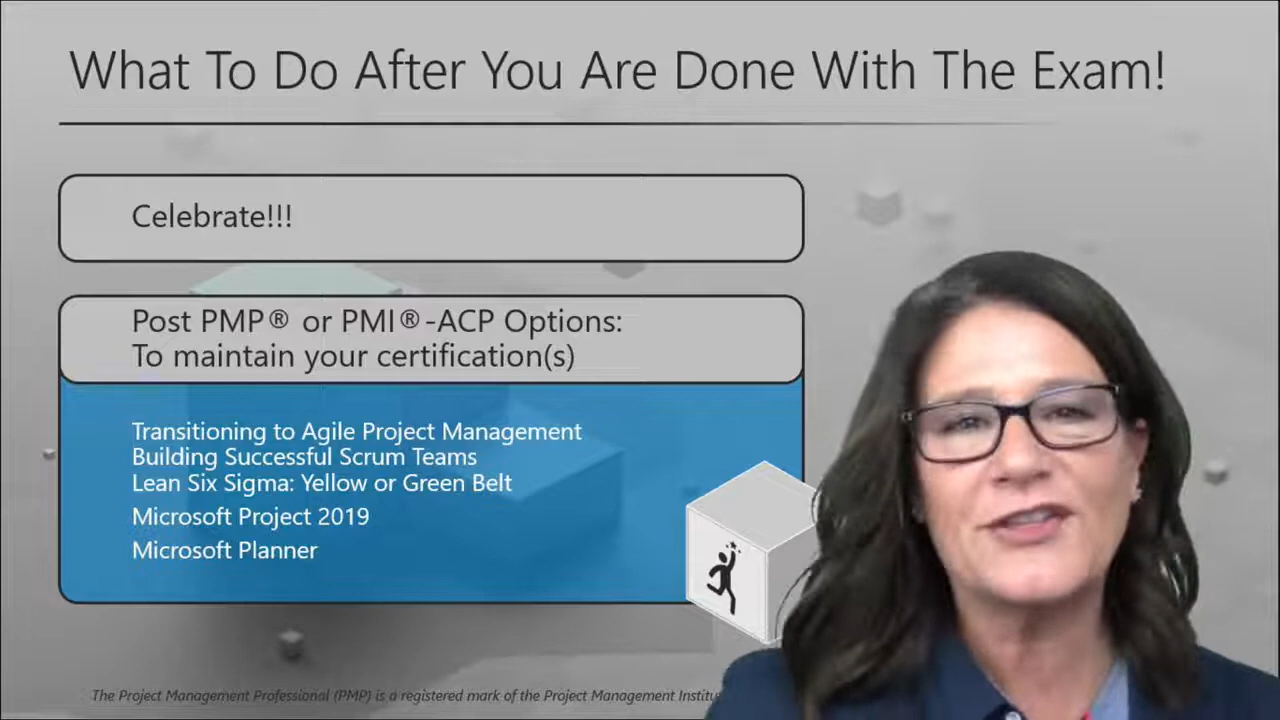 What To Do After You Are Done With The Exam!
Celebrate!!!
Post PMP® or PMI®-ACP Options:
To maintain your certification(s)
Transitioning to Agile Project Management
Building Successful Scrum Teams
Lean Six Sigma: Yellow or Green Belt
Microsoft Project 2019
Microsoft Planner
The Project Management Professional (PMP) is a registered mark of the Project Management